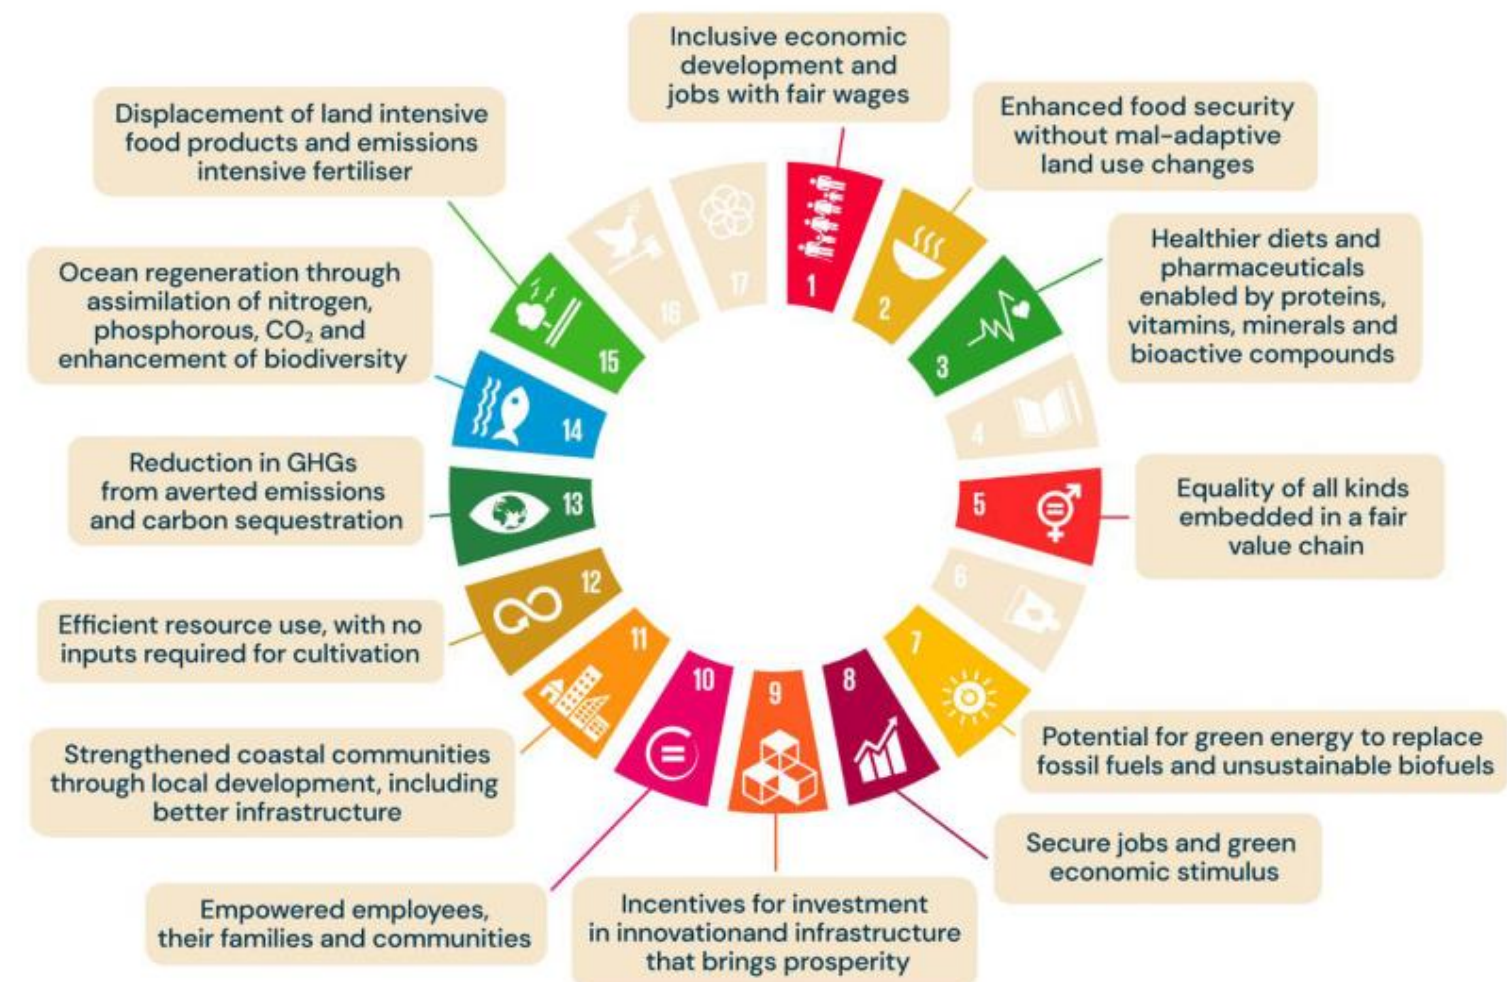 Inclusive economic
development and
jobs with fair wages
Enhanced food security
without mal-adaptive
land use changes
Healthier diets and
pharmaceuticals
enabled by proteins,
vitamins, minerals and
bioactive compounds
Equality of all kinds
embedded in a fair
value chain
Potential for green energy to replace
fossil fuels and unsustainable biofuels
Secure jobs and green
economic stimulus
Incentives for investment
in innovationand infrastructure
that brings prosperity
Empowered employees,
their families and communities
Strengthened coastal communities
through local development, including
better infrastructure
Efficient resource use, with no
inputs required for cultivation
Reduction in GHGs
from averted emissions
and carbon sequestration
Ocean regeneration through
assimilation of nitrogen,
phosphorous, CO₂ and
enhancement of biodiversity
Displacement of land intensive
food products and emissions
intensive fertiliser
1
2
3
4
5
6
7
8
9
10
11
12
13
14
15
16
17